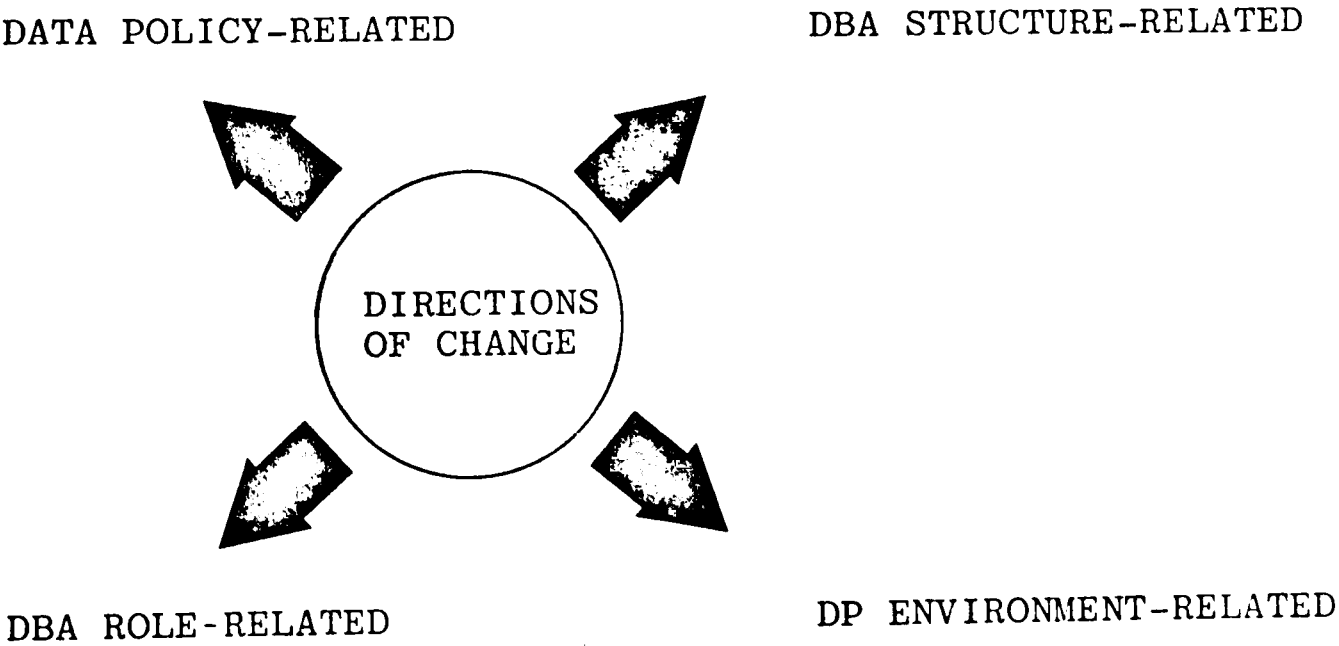 DATA POLICY-RELATED
DBA STRUCTURE-RELATED
DIRECTIONS
OF CHANGE
DBA ROLE-RELATED
DP ENVIRONMENT-RELATED